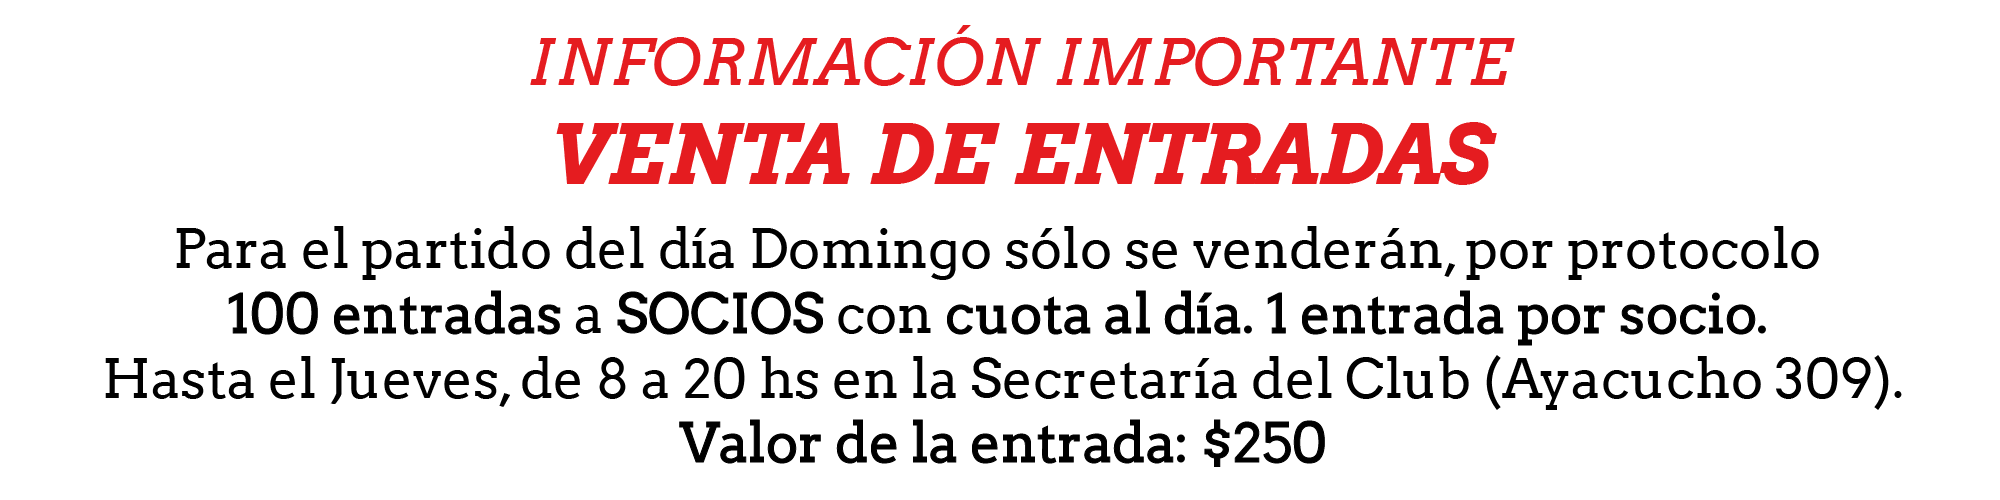 INFORMACIÓN IMPORTANTE
VENTA DE ENTRADAS
Para el partido del día Domingo sólo se venderán, por protocolo
100 entradas a SOCIOS con cuota al día. 1 entrada por socio.
Hasta el Jueves, de 8 a 20 hs en la Secretaría del Club (Ayacucho 309).
Valor de la entrada: $250